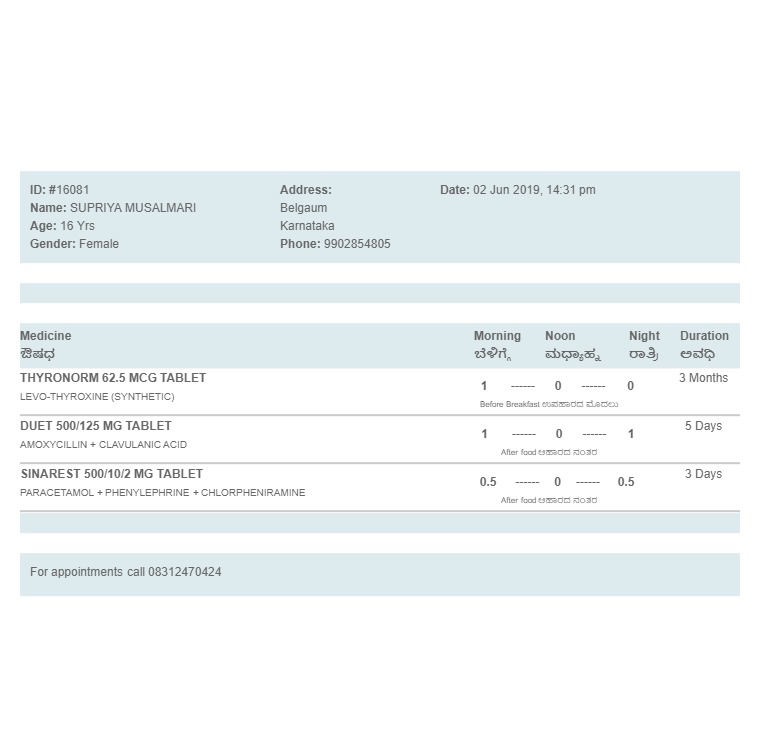 ID: #16081 Address: Date: 02 Jun 2019, 14:31 pm
Name: SUPRIYA MUSALMARI Belgaum
Age: 16 Yrs Karnataka
Gender: Female Phone: 9902854805
Medicine Morning Noon Night Duration
ಔಷಧ ಬೆಳಿಗ್ಗೆ ಮಧ್ಯಾಹ್ನ ರಾತ್ರಿ ಅವಧಿ
THYRONORM 62.5 MCG TABLET 1 ------ 0 ------ 0 3 Months
LEVO-THYROXINE (SYNTHETIC) Before Breakfast ಉಪಹಾರದ ಮೊದಲು
DUET 500/125 MG TABLET 1 ------ 0 ------ 1 5 Days
AMOXYCILLIN + CLAVULANIC ACID After food ಆಹಾರದ ನಂತರ
SINAREST 500/10/2 MG TABLET 0.5 ------ 0 ------ 0.5 3 Days
PARACETAMOL + PHENYLEPHRINE + CHLORPHENIRAMINE After food ಆಹಾರದ ನಂತರ
For appointments call 08312470424